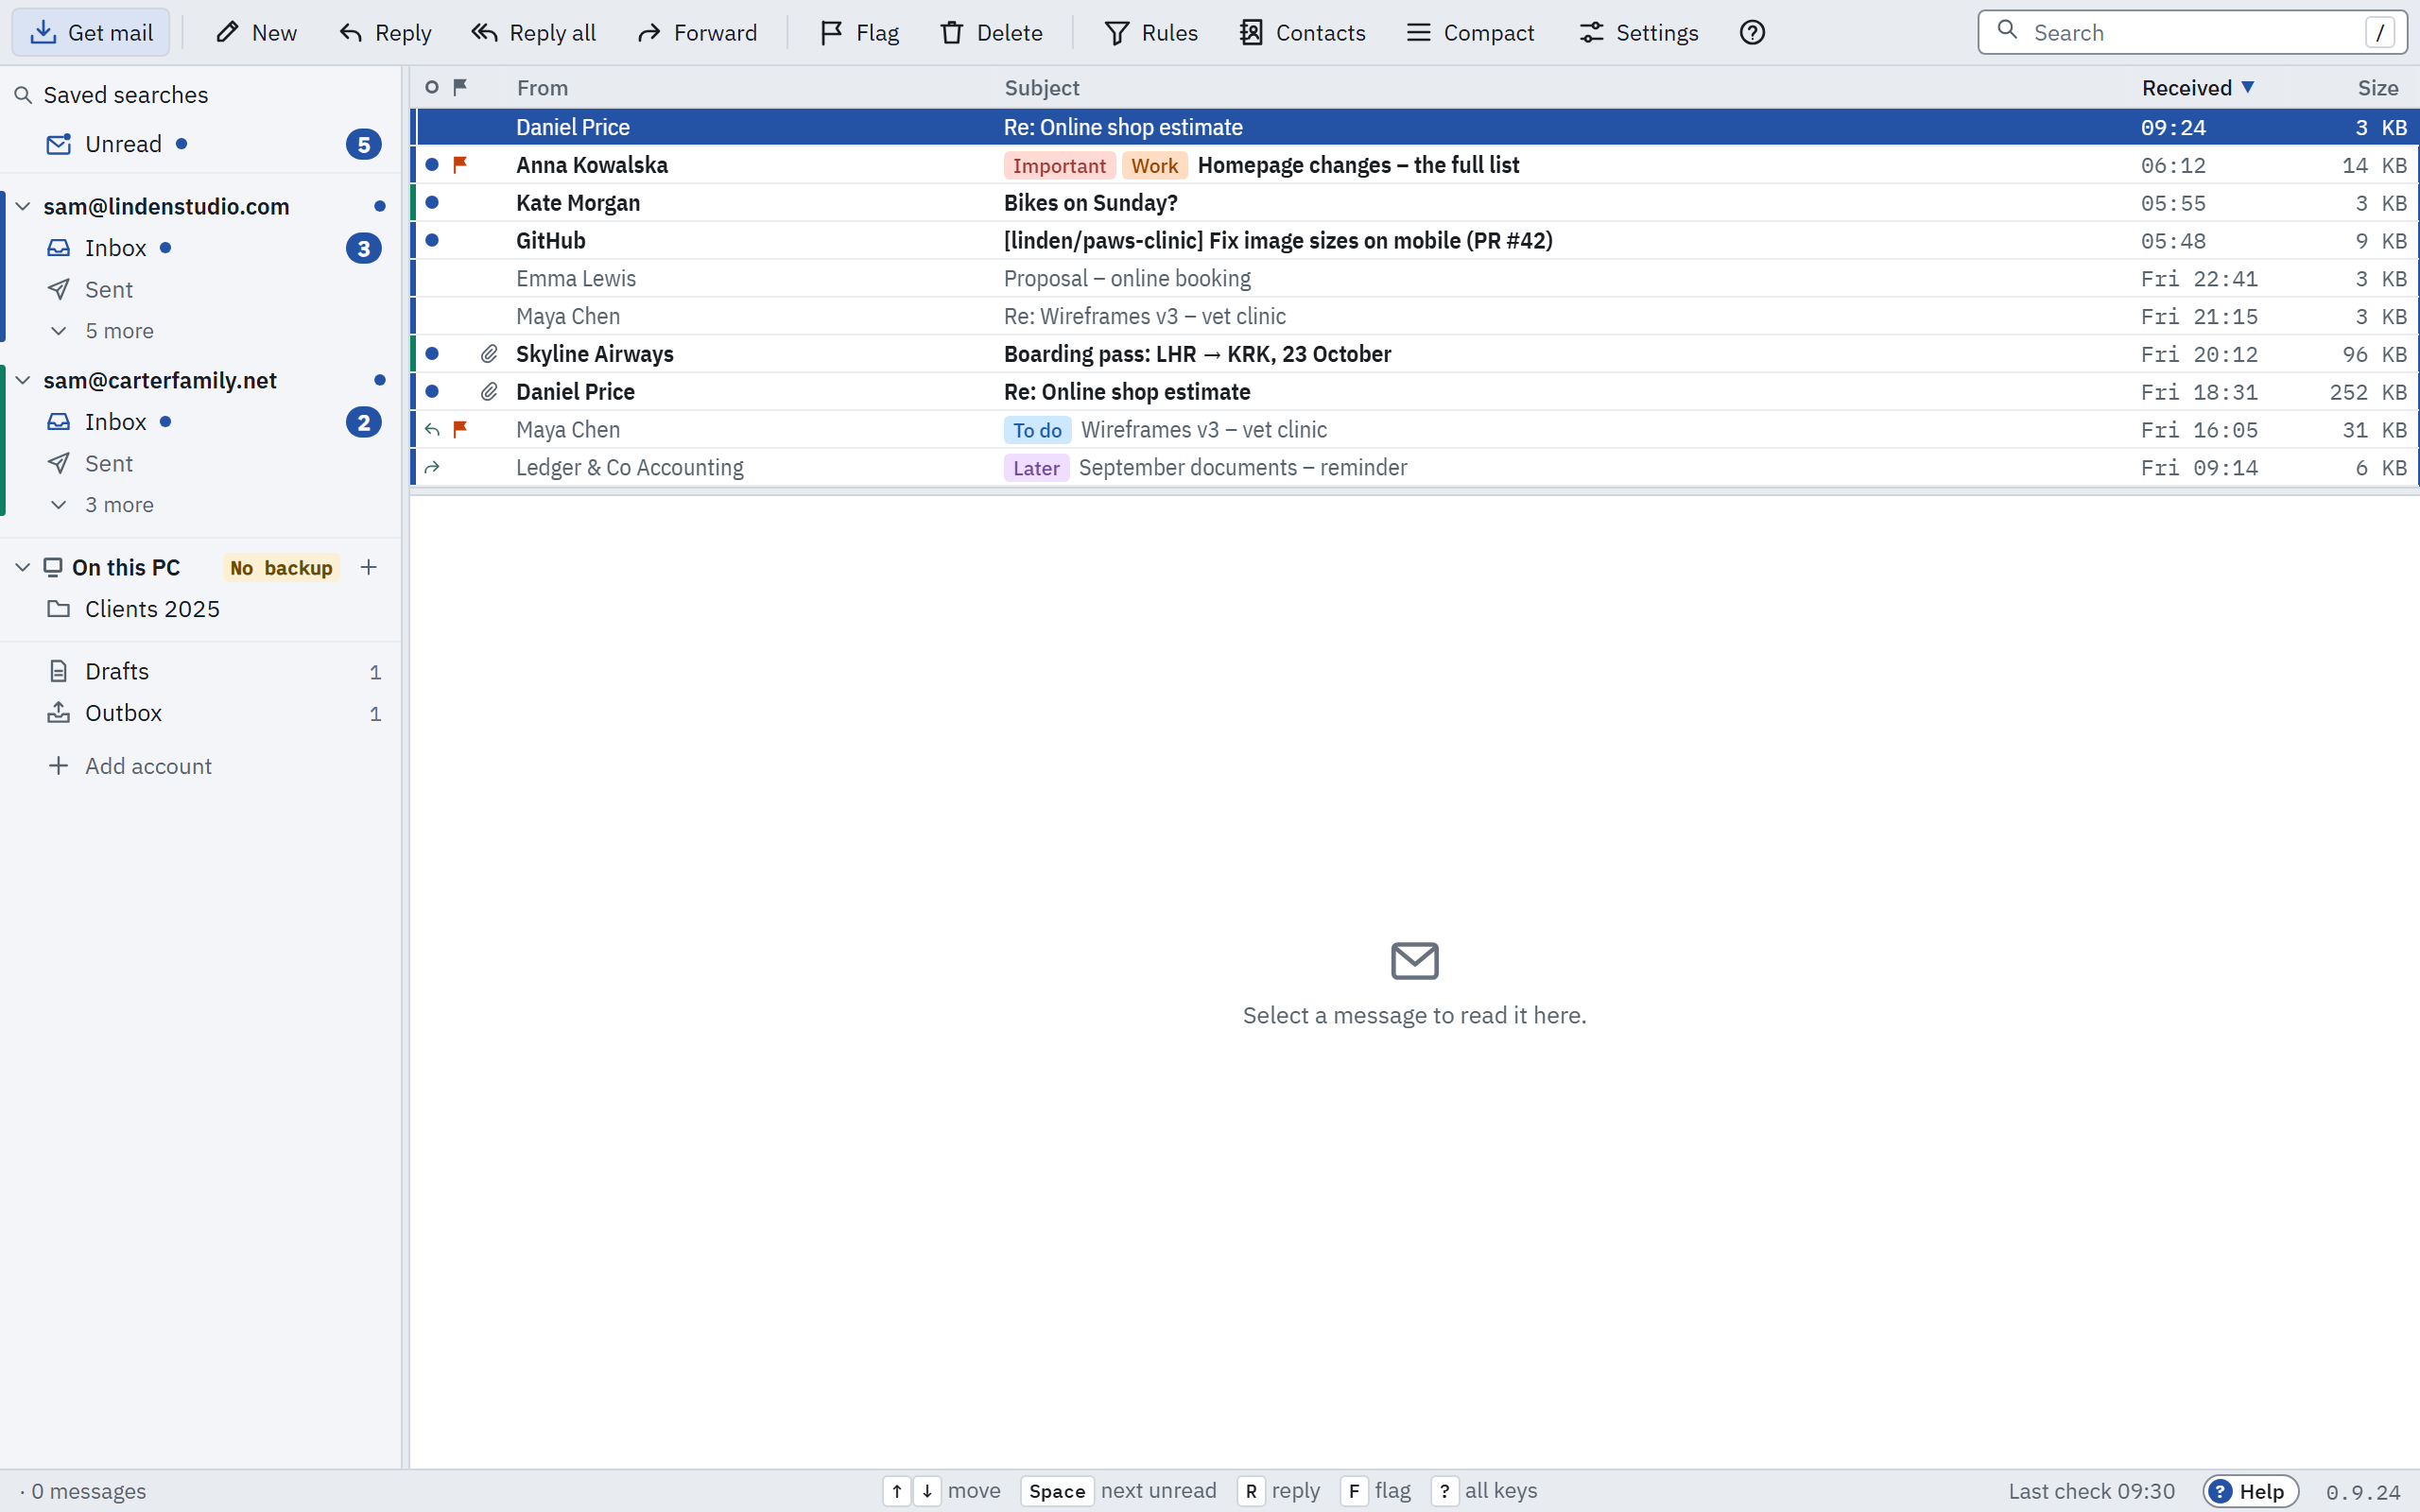 Get mail New Reply Reply all Forward Flag Delete Rules Contacts Compact Settings Search /
Saved searches
Unread 5
sam@lindenstudio.com
Inbox 3
Sent
5 more
sam@carterfamily.net
Inbox 2
Sent
3 more
On this PC No backup
Clients 2025
Drafts 1
Outbox 1
Add account
From Subject Received Size
Daniel Price Re: Online shop estimate 09:24 3 KB
Anna Kowalska Important Work Homepage changes – the full list 06:12 14 KB
Kate Morgan Bikes on Sunday? 05:55 3 KB
GitHub [linden/paws-clinic] Fix image sizes on mobile (PR #42) 05:48 9 KB
Emma Lewis Proposal – online booking Fri 22:41 3 KB
Maya Chen Re: Wireframes v3 – vet clinic Fri 21:15 3 KB
Skyline Airways Boarding pass: LHR → KRK, 23 October Fri 20:12 96 KB
Daniel Price Re: Online shop estimate Fri 18:31 252 KB
Maya Chen To do Wireframes v3 – vet clinic Fri 16:05 31 KB
Ledger & Co Accounting Later September documents – reminder Fri 09:14 6 KB
Select a message to read it here.
· 0 messages ↑ ↓ move Space next unread R reply F flag ? all keys Last check 09:30 ? Help 0.9.24